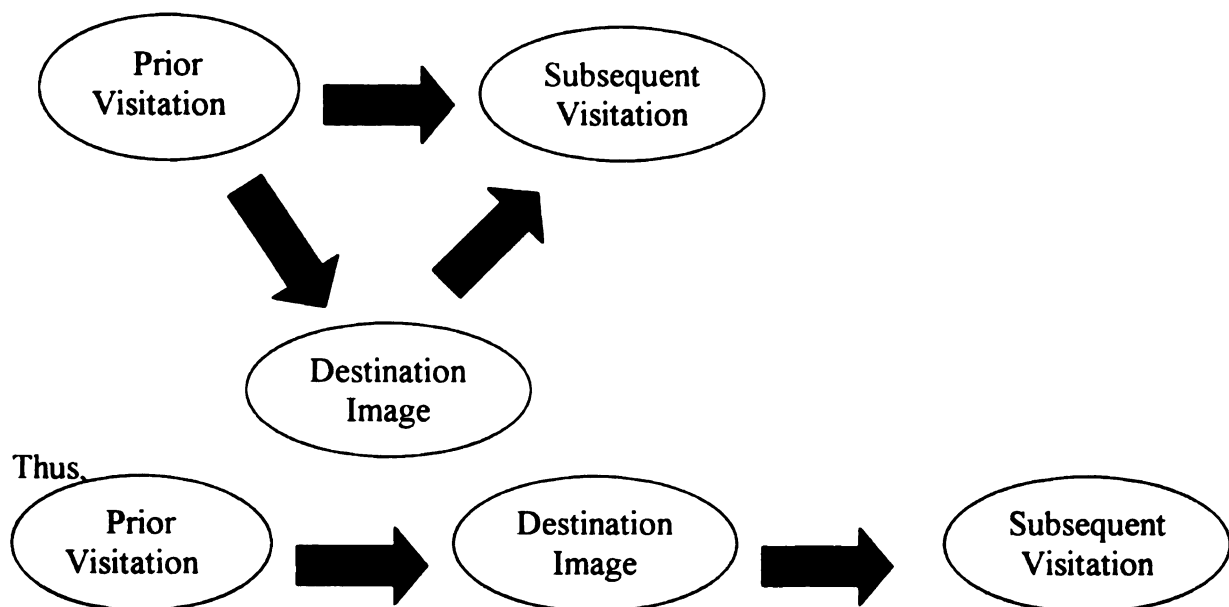 Prior
Visitation
Subsequent
Visitation
Destination
Image
Thus,
Prior
Visitation
Destination
Image
Subsequent
Visitation